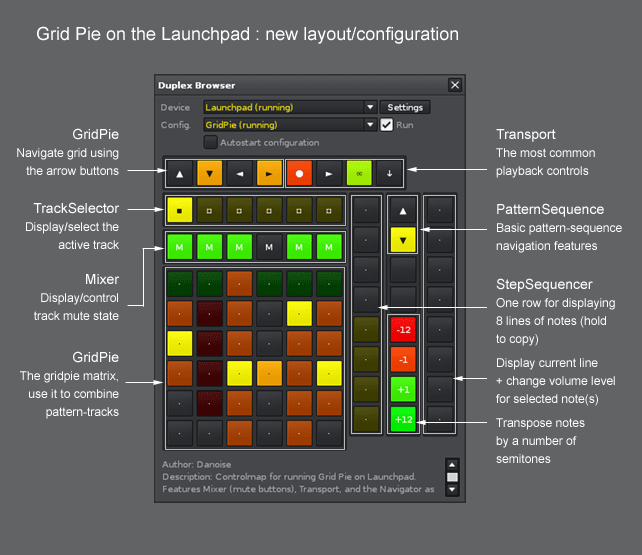 Grid Pie on the Launchpad : new layout/configuration
Duplex Browser
Device
Launchpad (running)
Settings
Config.
GridPie (running)
Run
Autostart configuration
GridPie
Navigate grid using
the arrow buttons
TrackSelector
Display/select the
active track
Mixer
Display/control
track mute state
GridPie
The gridpie matrix,
use it to combine
pattern-tracks
M M M M M M
-12
-1
+1
+12
Transport
The most common
playback controls
PatternSequence
Basic pattern-sequence
navigation features
StepSequencer
One row for displaying
8 lines of notes (hold
to copy)
Display current line
+ change volume level
for selected note(s)
Transpose notes
by a number of
semitones
Author: Danoise
Description: Controlmap for running Grid Pie on Launchpad.
Features Mixer (mute buttons), Transport, and the Navigator as